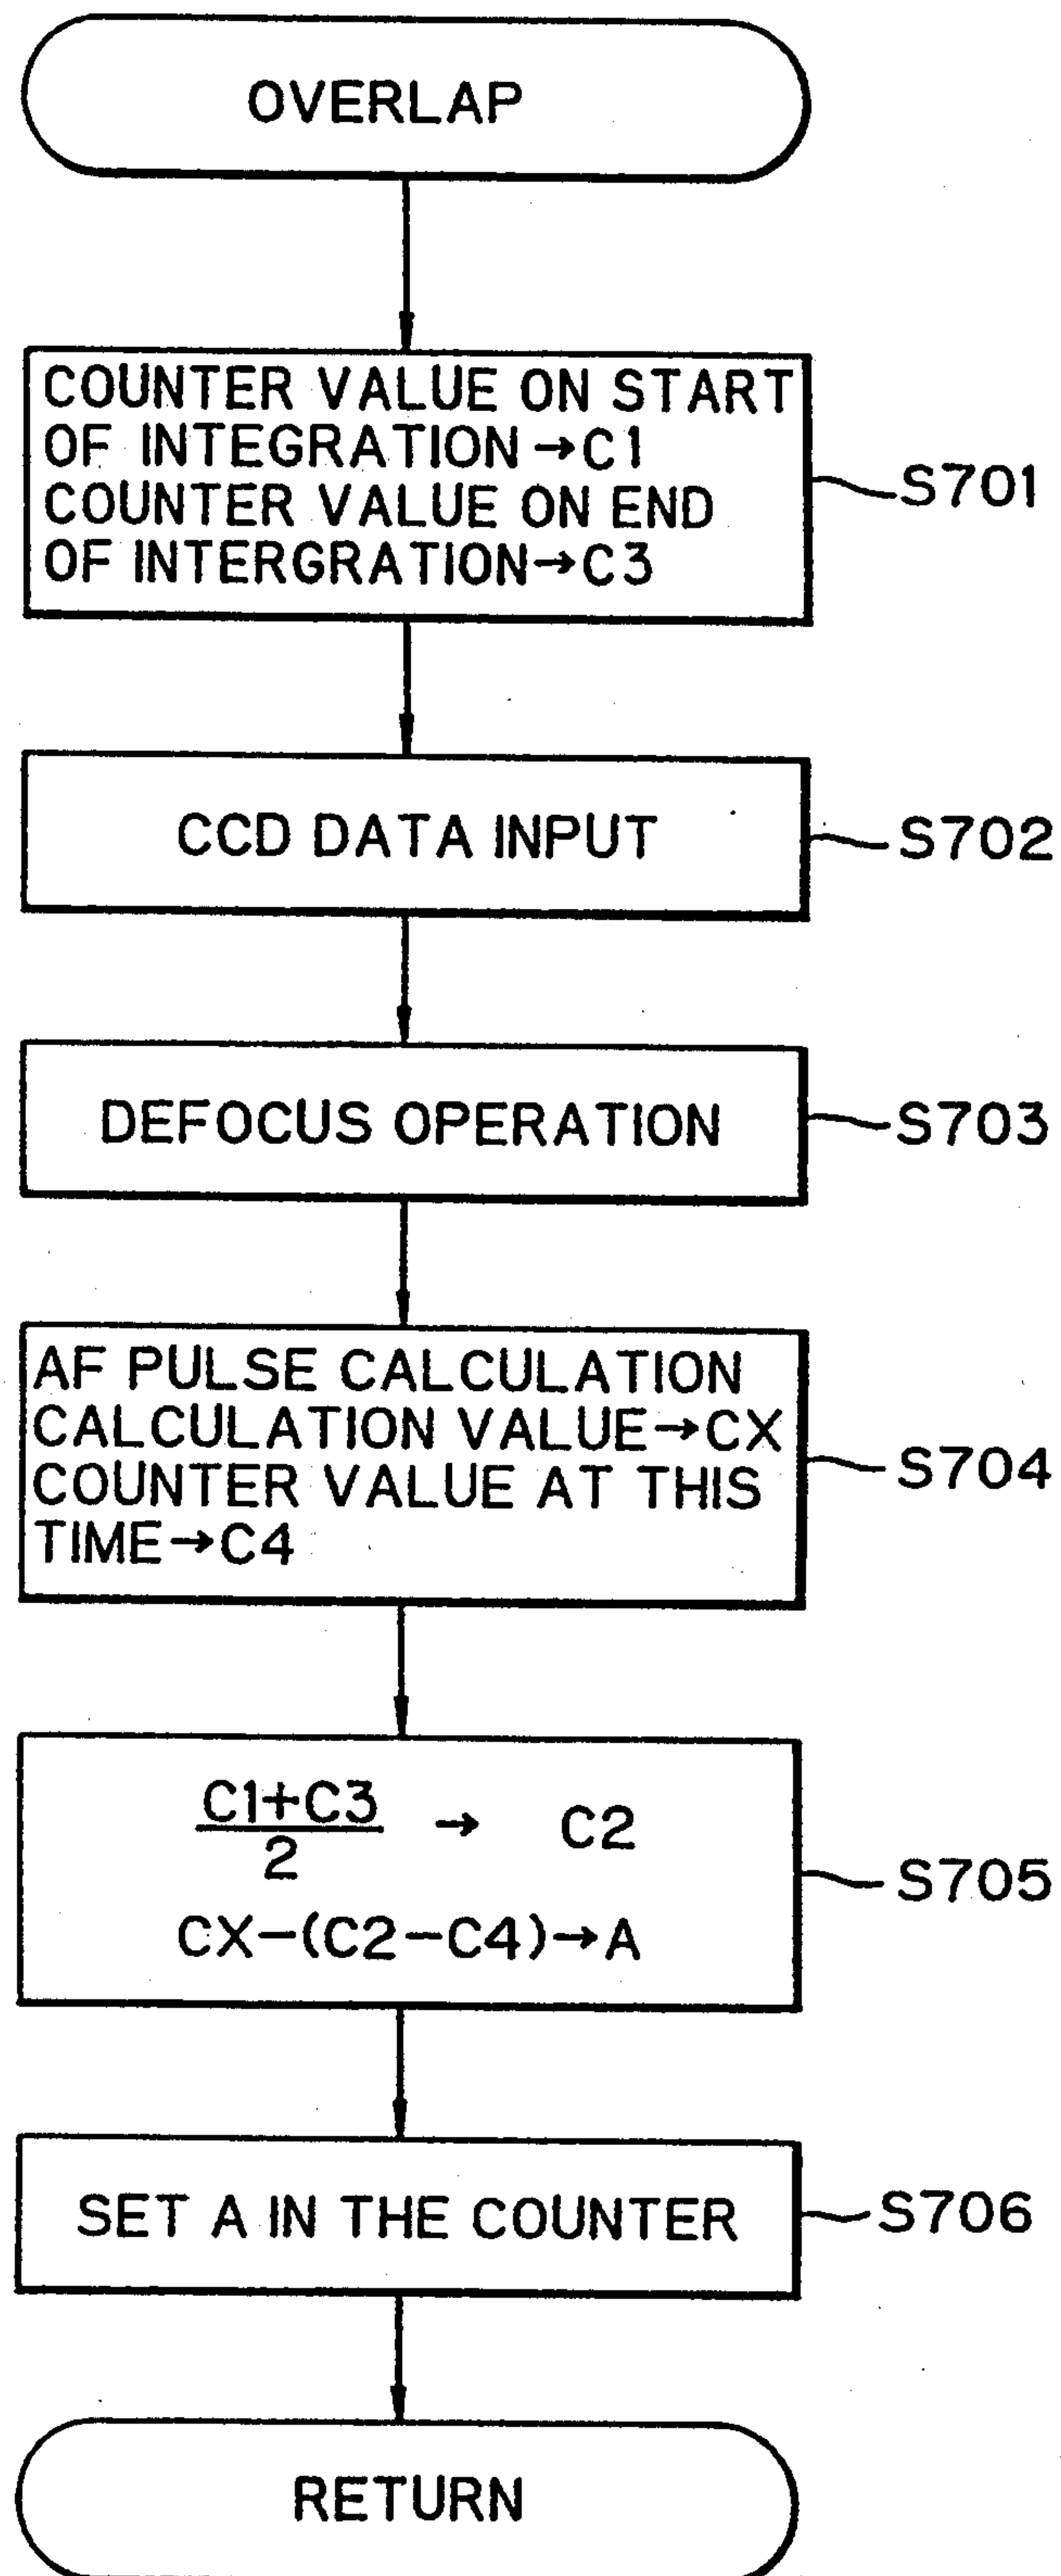 OVERLAP
COUNTER VALUE ON START
OF INTEGRATION→C1
COUNTER VALUE ON END
OF INTERGRATION→C3
S701
CCD DATA INPUT
S702
DEFOCUS OPERATION
S703
AF PULSE CALCULATION
CALCULATION VALUE→CX
COUNTER VALUE AT THIS
TIME→C4
S704
C1+C3
2
→ C2
CX-(C2-C4)→A
S705
SET A IN THE COUNTER
S706
RETURN